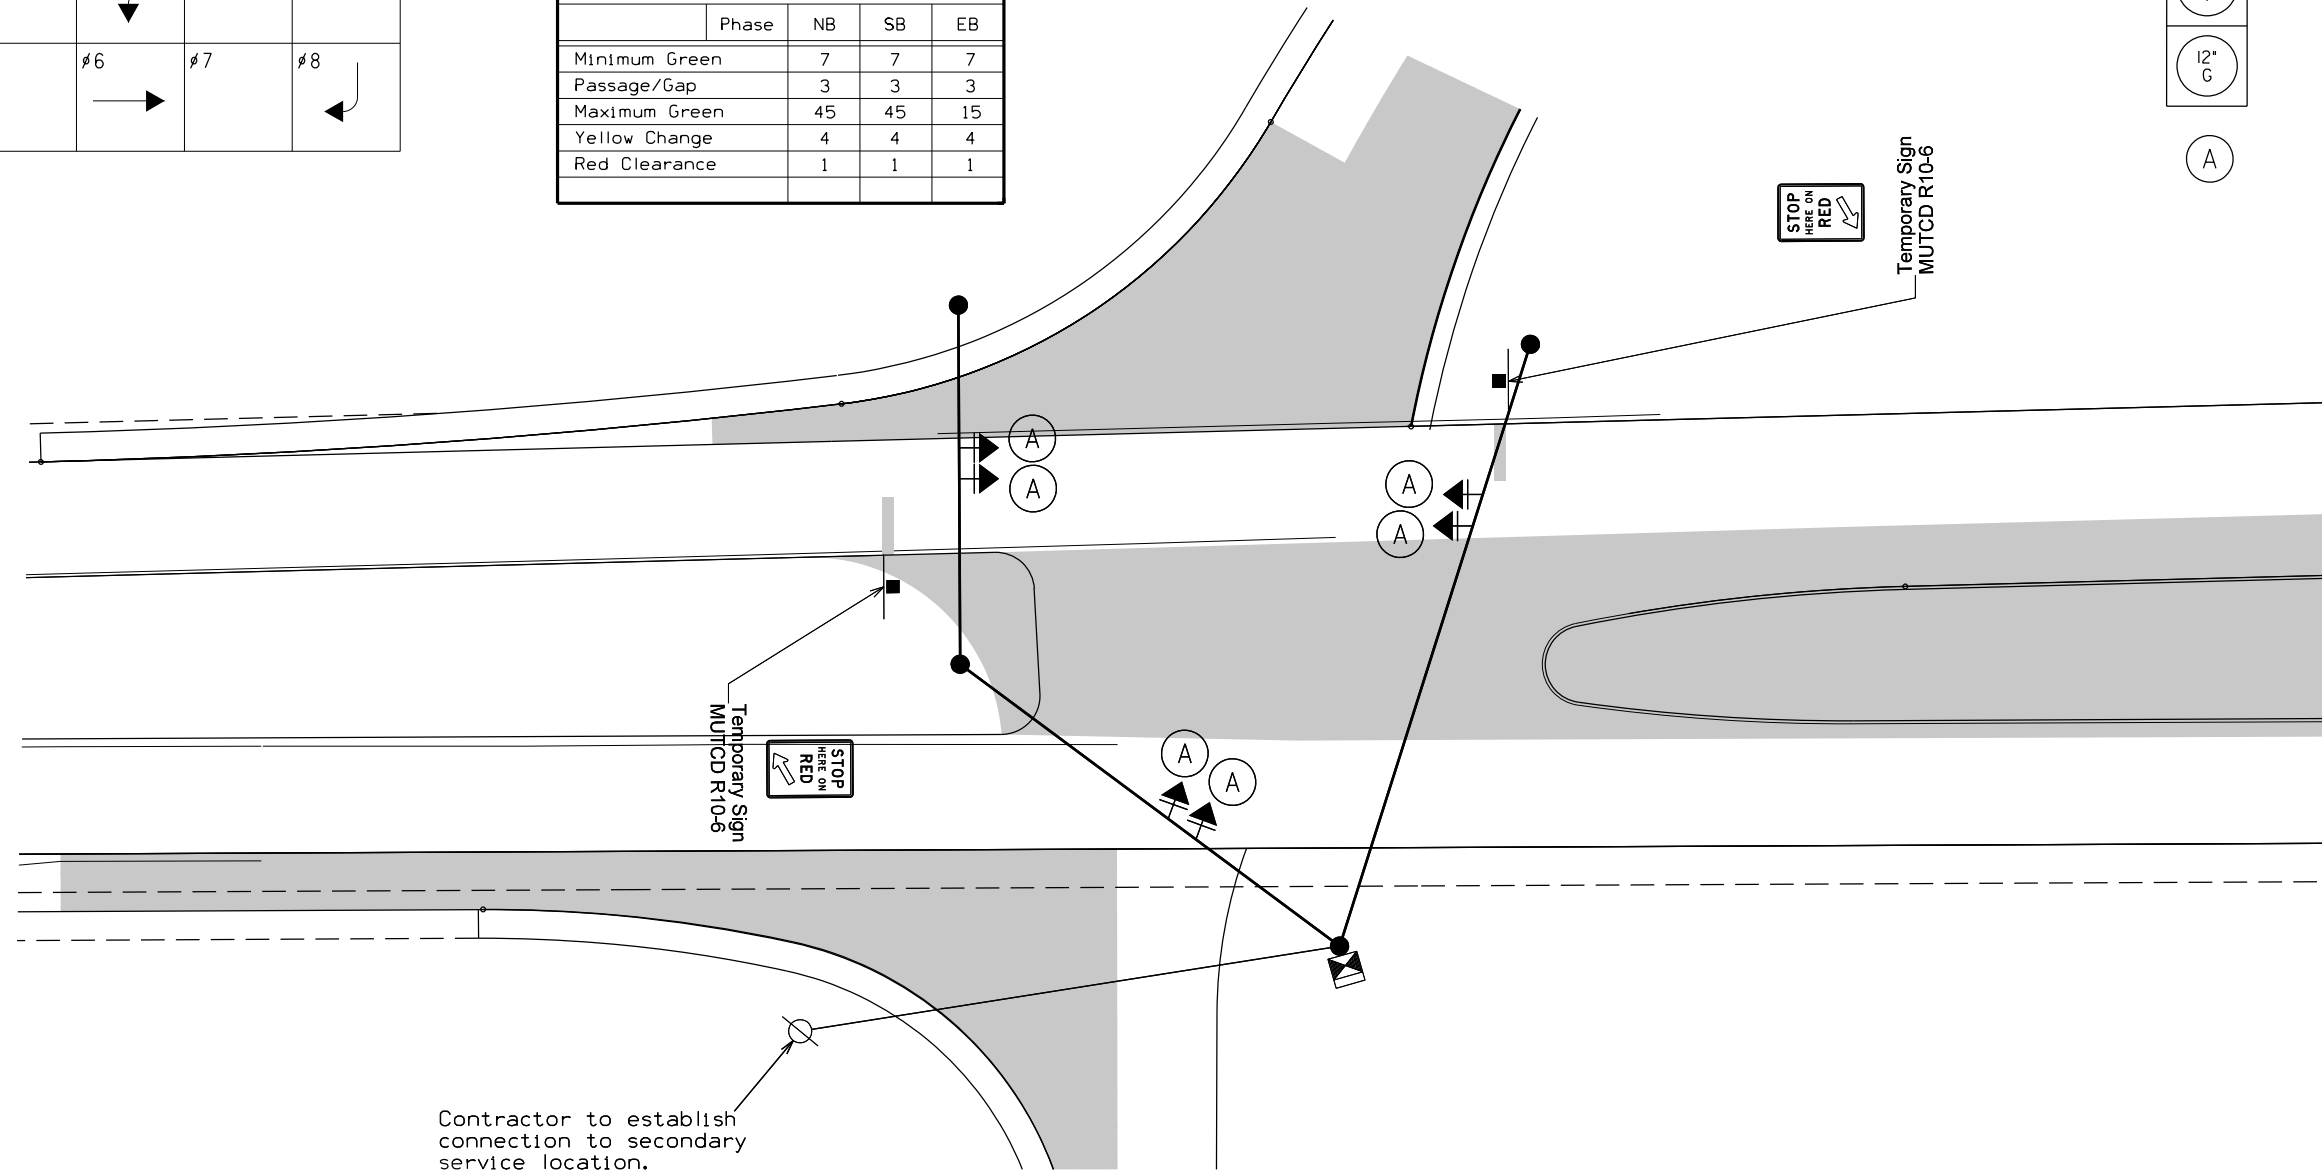 ø6
ø7
ø8
Phase NB SB EB
Minimum Green 7 7 7
Passage/Gap 3 3 3
Maximum Green 45 45 15
Yellow Change 4 4 4
Red Clearance 1 1 1
12"
G
A
STOP
HERE ON
RED
Temporary Sign
MUTCD R10-6
A
A
A
A
A
A
Temporary Sign
MUTCD R10-6
STOP
HERE ON
RED
Contractor to establish
connection to secondary
service location.